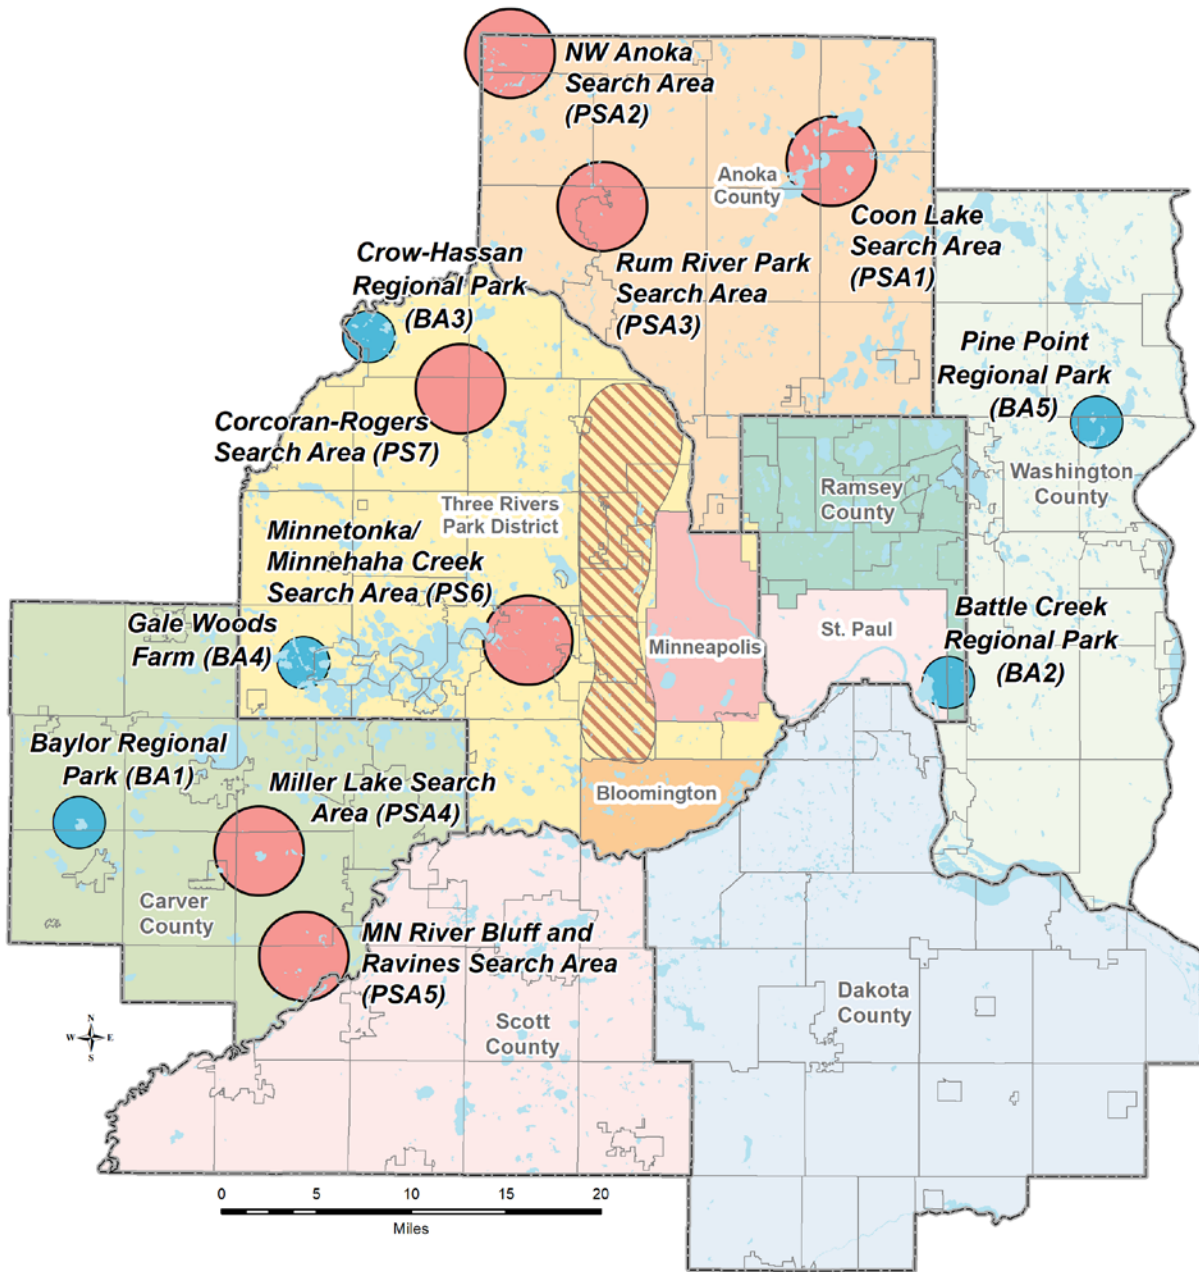 NW Anoka
Search Area
(PSA2)
Anoka
County
Coon Lake
Search Area
(PSA1)
Rum River Park
Search Area
(PSA3)
Crow-Hassan
Regional Park
(BA3)
Pine Point
Regional Park
(BA5)
Corcoran-Rogers
Search Area (PS7)
Washington
County
Ramsey
County
Three Rivers
Park District
Minnetonka/
Minnehaha Creek
Search Area (PS6)
Gale Woods
Farm (BA4)
Minneapolis
St. Paul
Battle Creek
Regional Park
(BA2)
Baylor Regional
Park (BA1)
Miller Lake Search
Area (PSA4)
Bloomington
Carver
County
MN River Bluff and
Ravines Search Area
(PSA5)
Scott
County
Dakota
County
N
W E
S
0 5 10 15 20
Miles